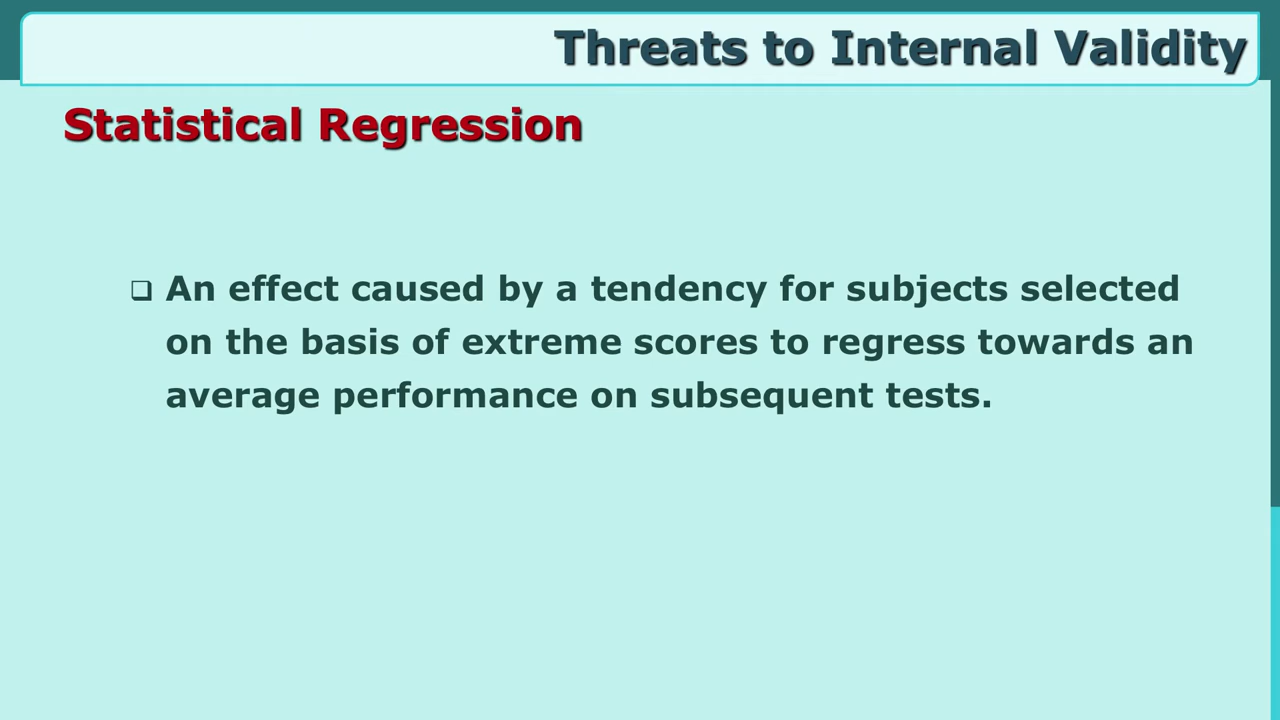 Threats to Internal Validity
Statistical Regression
❑ An effect caused by a tendency for subjects selected
on the basis of extreme scores to regress towards an
average performance on subsequent tests.